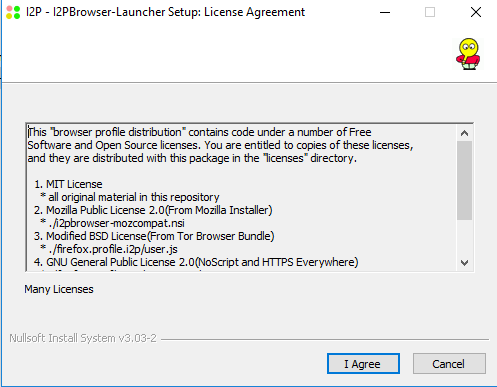 I2P - I2PBrowser-Launcher Setup: License Agreement
This "browser profile distribution" contains code under a number of Free
Software and Open Source licenses. You are entitled to copies of these licenses,
and they are distributed with this package in the "licenses" directory.
1. MIT License
* all original material in this repository
2. Mozilla Public License 2.0(From Mozilla Installer)
* ./i2pbrowser-mozcompat.nsi
3. Modified BSD License(From Tor Browser Bundle)
* ./firefox.profile.i2p/user.js
4. GNU General Public License 2.0(NoScript and HTTPS Everywhere)
Many Licenses
Nullsoft Install System v3.03-2
I Agree
Cancel